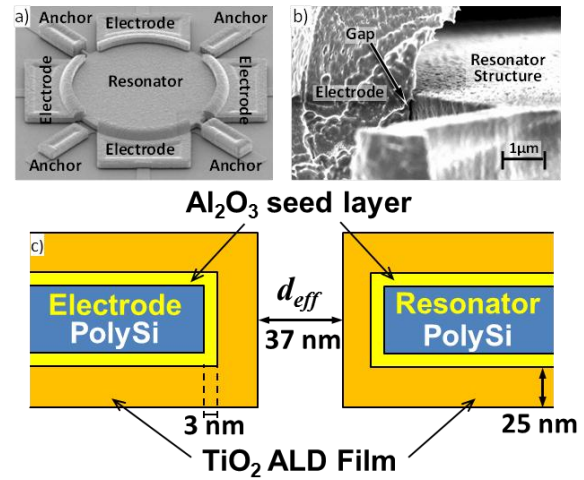 a)
Anchor
Electrode
Anchor
Electrode
Resonator
Electrode
Anchor
Electrode
Anchor
b)
Gap
Resonator
Structure
Electrode
1μm
Al₂O₃ seed layer
c)
Electrode
PolySi
d_eff
37 nm
Resonator
PolySi
3 nm
25 nm
TiO₂ ALD Film